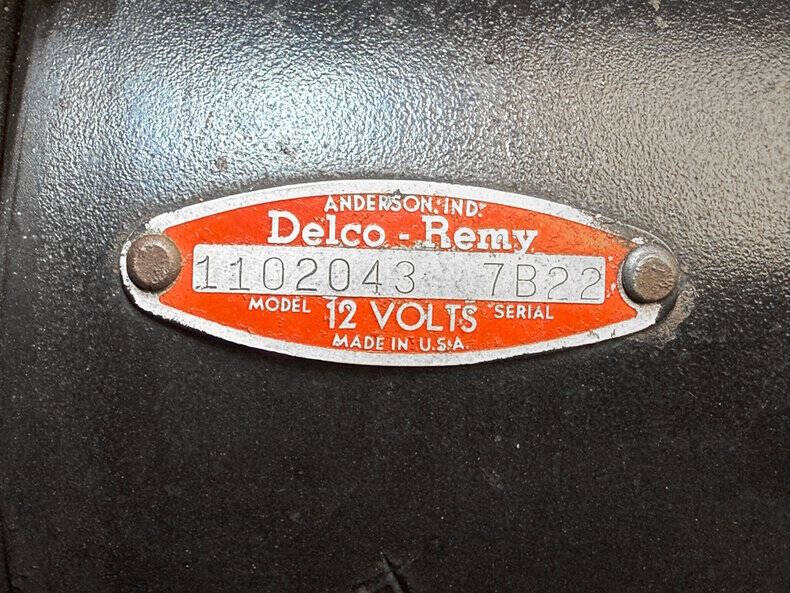 ANDERSON, IND.
Delco - Remy
1102043 7B22
MODEL 12 VOLTS SERIAL
MADE IN U.S.A.